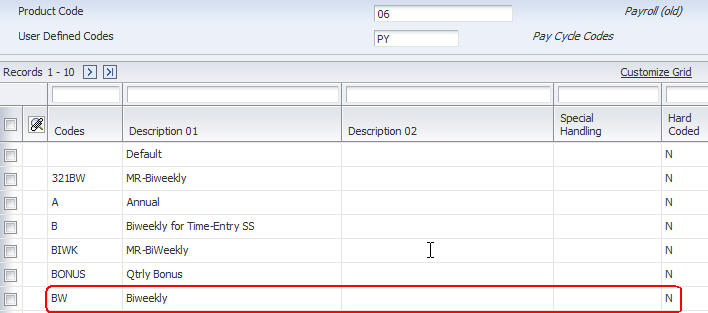 Product Code 06 Payroll (old)
User Defined Codes PY Pay Cycle Codes
Records 1 - 10 Customize Grid
Codes Description 01 Description 02 Special Handling Hard Coded
Default N
321BW MR-Biweekly N
A Annual N
B Biweekly for Time-Entry SS N
BIWK MR-BiWeekly N
BONUS Qtrly Bonus N
BW Biweekly N